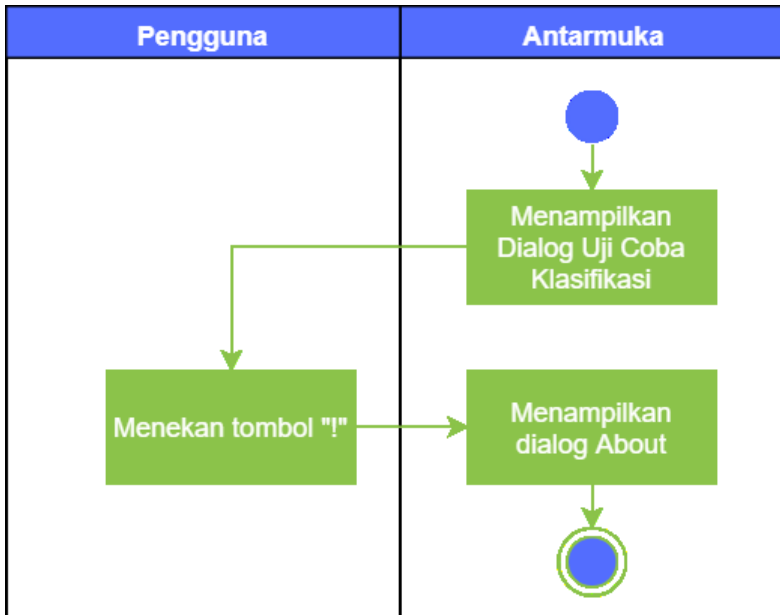 Pengguna
Antarmuka
Menampilkan
Dialog Uji Coba
Klasifikasi
Menekan tombol "!"
Menampilkan
dialog About